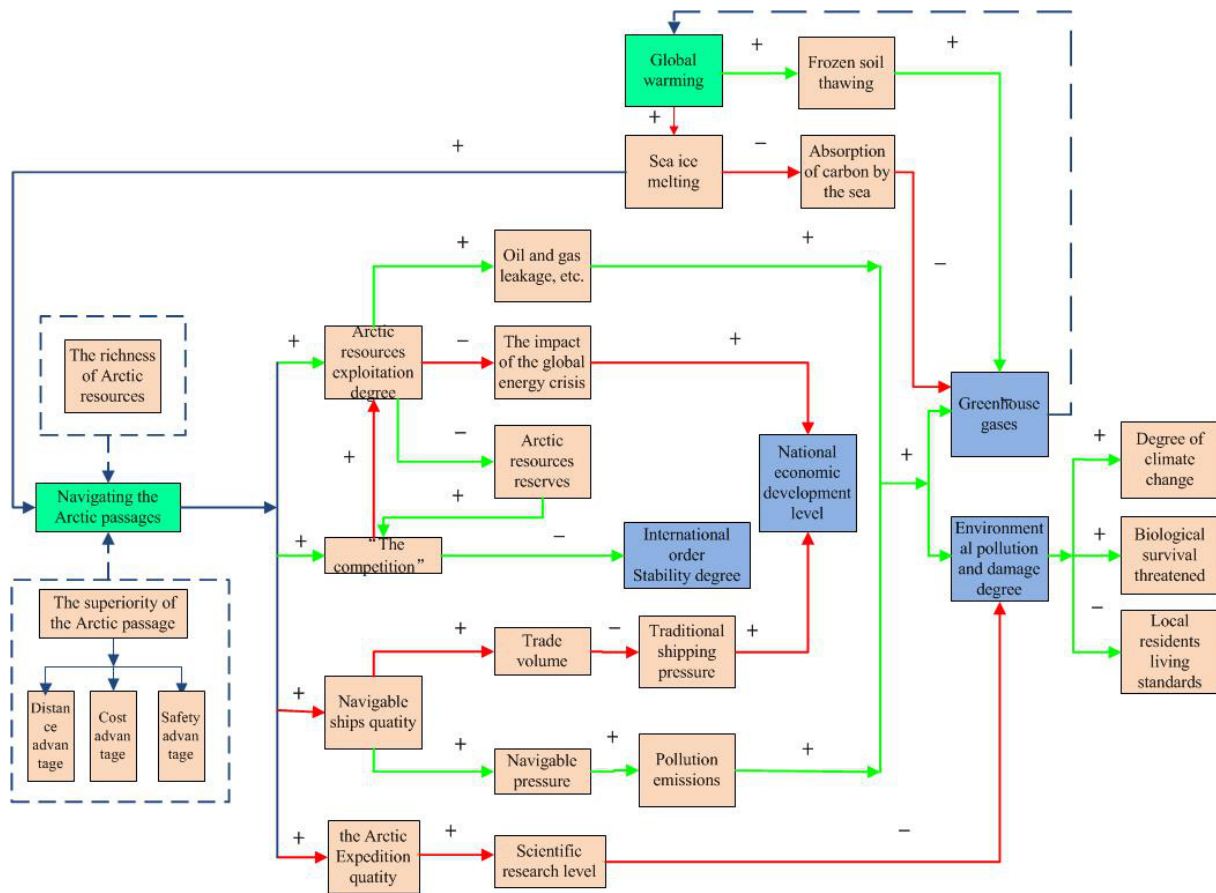 +
+
Global
warming
Frozen soil
thawing
+
+
−
Sea ice
melting
Absorption
of carbon by
the sea
−
+
+
Oil and gas
leakage, etc.
The richness
of Arctic
resources
+
Arctic
resources
exploitation
degree
−
The impact
of the global
energy crisis
+
Greenhouse
gases
−
Arctic
resources
reserves
+
+
National
economic
development
level
+
+
Degree of
climate
change
Navigating the
Arctic passages
+
“The
competition”
−
International
order
Stability degree
Environment
al pollution
and damage
degree
+
Biological
survival
threatened
−
Local
residents
living
standards
The superiority of
the Arctic passage
Distan
ce
advan
tage
Cost
advan
tage
Safety
advan
tage
+
Trade
volume
−
Traditional
shipping
pressure
+
+
Navigable
ships quatity
+
Navigable
pressure
+
Pollution
emissions
+
+
the Arctic
Expedition
quatity
+
Scientific
research level
−